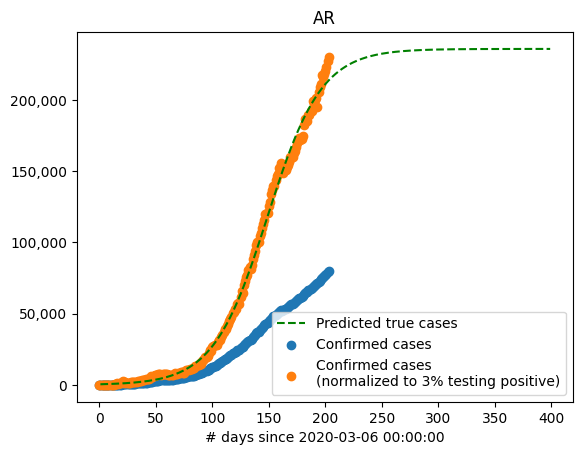 AR
200,000
150,000
100,000
50,000
0
0 50 100 150 200 250 300 350 400
# days since 2020-03-06 00:00:00
Predicted true cases
Confirmed cases
Confirmed cases
(normalized to 3% testing positive)